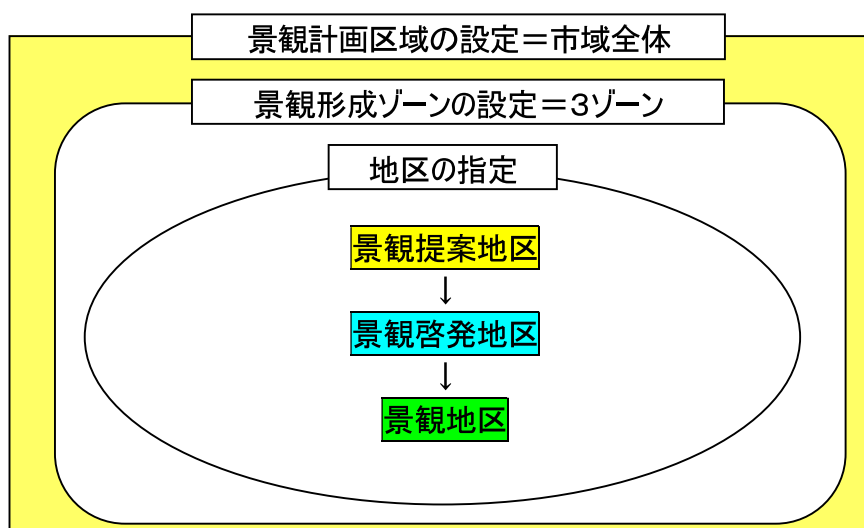 景観計画区域の設定＝市域全体
景観形成ゾーンの設定＝３ゾーン
地区の指定
景観提案地区
↓
景観啓発地区
↓
景観地区